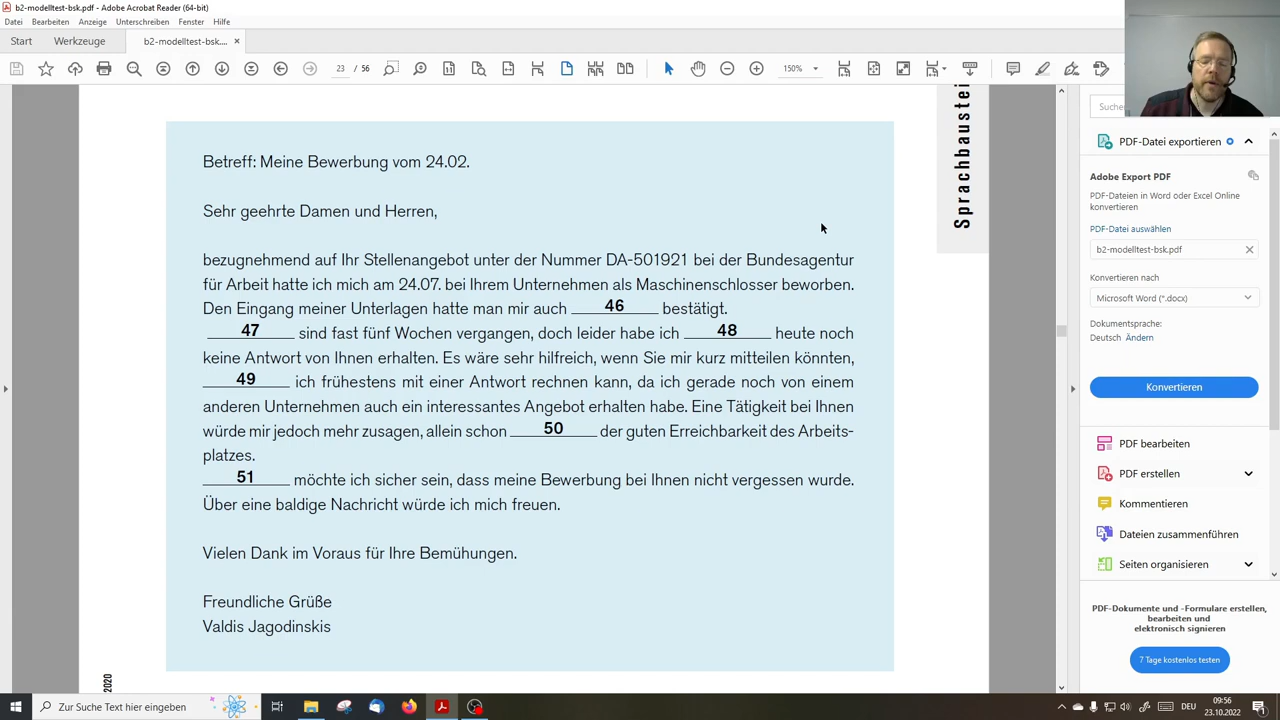 b2-modelltest-bsk.pdf - Adobe Acrobat Reader (64-bit)
Datei Bearbeiten Anzeige Unterschreiben Fenster Hilfe
Start Werkzeuge b2-modelltest-bsk.... ×
23 / 56 150%
Sprachbaustei
Betreff: Meine Bewerbung vom 24.02.
Sehr geehrte Damen und Herren,
bezugnehmend auf Ihr Stellenangebot unter der Nummer DA-501921 bei der Bundesagentur
für Arbeit hatte ich mich am 24.07. bei Ihrem Unternehmen als Maschinenschlosser beworben.
Den Eingang meiner Unterlagen hatte man mir auch 46 bestätigt.
47 sind fast fünf Wochen vergangen, doch leider habe ich 48 heute noch
keine Antwort von Ihnen erhalten. Es wäre sehr hilfreich, wenn Sie mir kurz mitteilen könnten,
49 ich frühestens mit einer Antwort rechnen kann, da ich gerade noch von einem
anderen Unternehmen auch ein interessantes Angebot erhalten habe. Eine Tätigkeit bei Ihnen
würde mir jedoch mehr zusagen, allein schon 50 der guten Erreichbarkeit des Arbeits-
platzes.
51 möchte ich sicher sein, dass meine Bewerbung bei Ihnen nicht vergessen wurde.
Über eine baldige Nachricht würde ich mich freuen.
Vielen Dank im Voraus für Ihre Bemühungen.
Freundliche Grüße
Valdis Jagodinskis
2020
Suche
PDF-Datei exportieren
Adobe Export PDF
PDF-Dateien in Word oder Excel Online
konvertieren
PDF-Datei auswählen
b2-modelltest-bsk.pdf
Konvertieren nach
Microsoft Word (*.docx)
Dokumentsprache:
Deutsch Ändern
Konvertieren
PDF bearbeiten
PDF erstellen
Kommentieren
Dateien zusammenführen
Seiten organisieren
PDF-Dokumente und -Formulare erstellen,
bearbeiten und
elektronisch signieren
7 Tage kostenlos testen
Zur Suche Text hier eingeben
09:56
23.10.2022